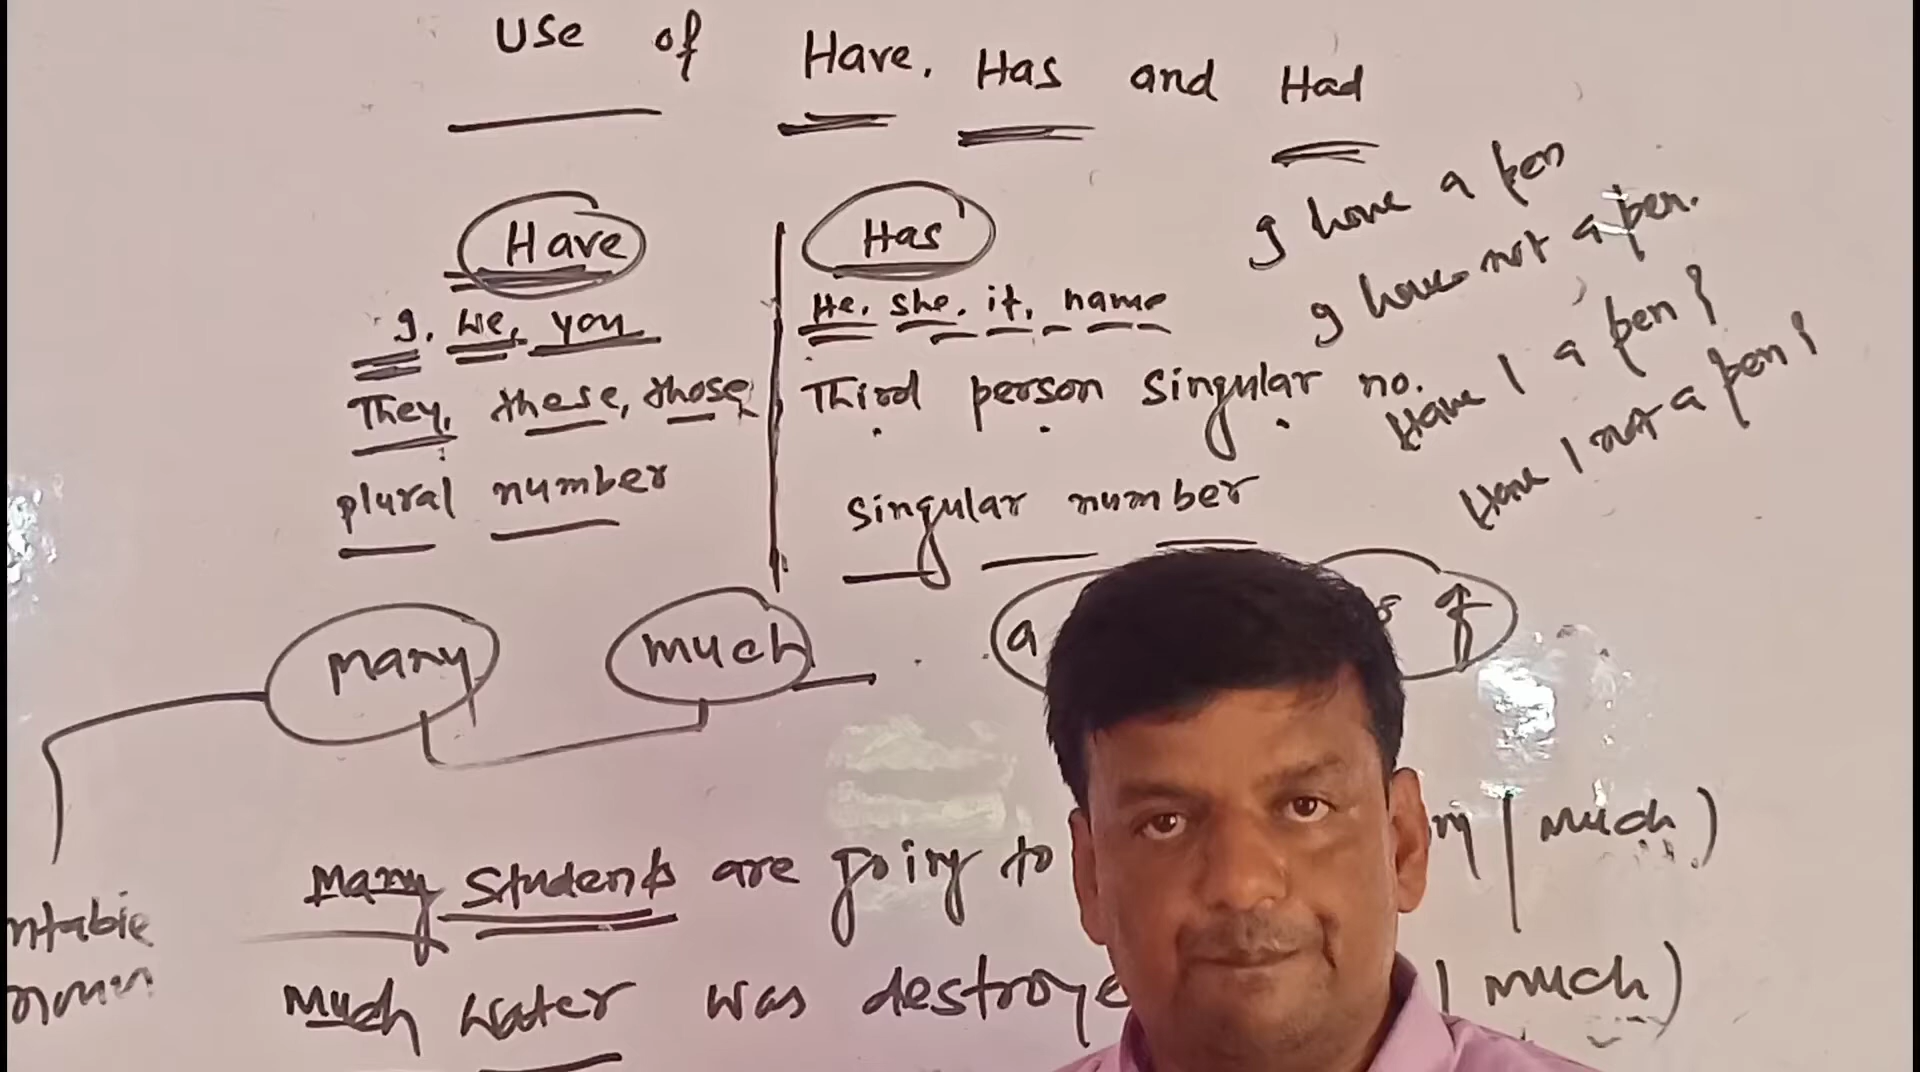 Use of Have, Has and Had
Have
I, we, you
They, these, those,
plural number
Has
He, she, it, name
Third person singular no.
singular number
I have a pen
I have not a pen.
Have I a pen?
Have I not a pen?
many much a of
Many students are going to | much)
ntable
Much water was destroye | much)